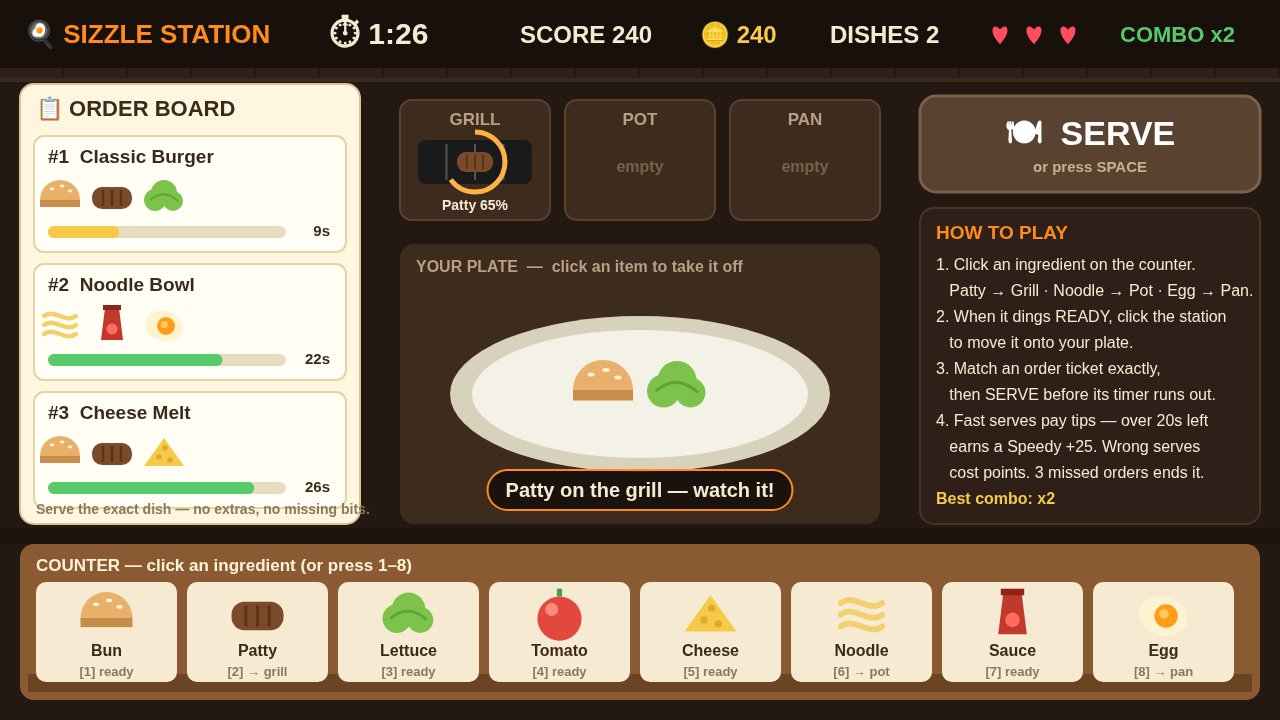 SIZZLE STATION
1:26
SCORE 240
240
DISHES 2
COMBO x2
ORDER BOARD
#1 Classic Burger
9s
#2 Noodle Bowl
22s
#3 Cheese Melt
26s
Serve the exact dish — no extras, no missing bits.
GRILL
Patty 65%
POT
empty
PAN
empty
YOUR PLATE — click an item to take it off
Patty on the grill — watch it!
SERVE
or press SPACE
HOW TO PLAY
1. Click an ingredient on the counter.
Patty → Grill · Noodle → Pot · Egg → Pan.
2. When it dings READY, click the station
to move it onto your plate.
3. Match an order ticket exactly,
then SERVE before its timer runs out.
4. Fast serves pay tips — over 20s left
earns a Speedy +25. Wrong serves
cost points. 3 missed orders ends it.
Best combo: x2
COUNTER — click an ingredient (or press 1–8)
Bun
[1] ready
Patty
[2] → grill
Lettuce
[3] ready
Tomato
[4] ready
Cheese
[5] ready
Noodle
[6] → pot
Sauce
[7] ready
Egg
[8] → pan